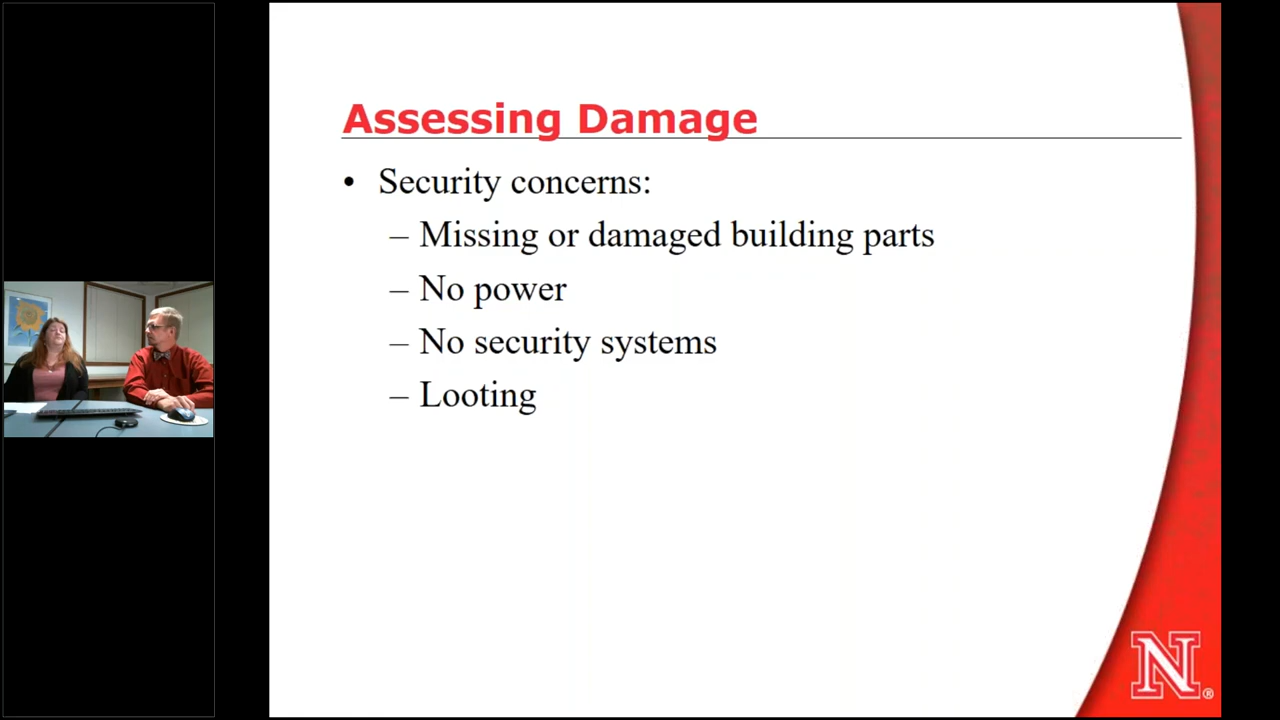 Assessing Damage
• Security concerns:
– Missing or damaged building parts
– No power
– No security systems
– Looting
N®